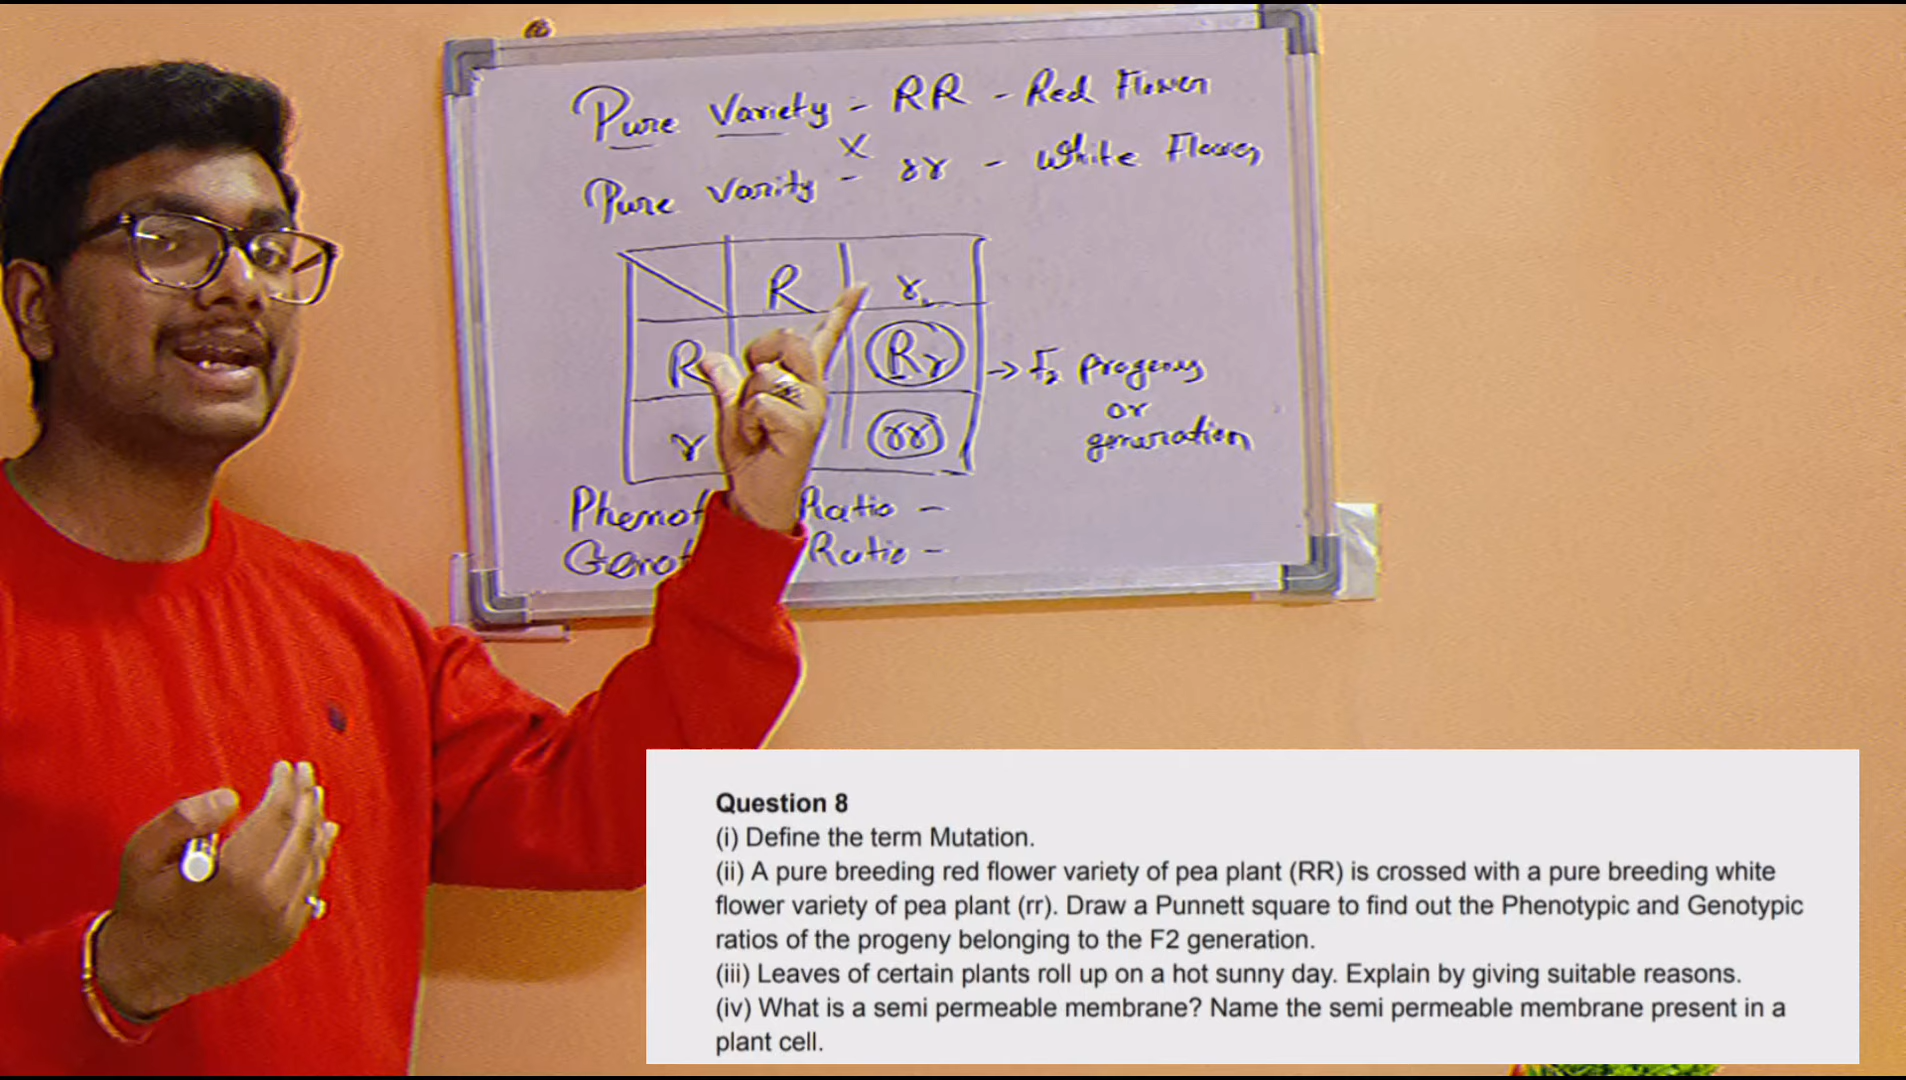 Pure Variety - RR - Red Flower
X
Pure Varity - rr - White Flower
R r
R Rr → F2 progeny
or
r rr generation
Ratio -
Ratio -
Question 8
(i) Define the term Mutation.
(ii) A pure breeding red flower variety of pea plant (RR) is crossed with a pure breeding white
flower variety of pea plant (rr). Draw a Punnett square to find out the Phenotypic and Genotypic
ratios of the progeny belonging to the F2 generation.
(iii) Leaves of certain plants roll up on a hot sunny day. Explain by giving suitable reasons.
(iv) What is a semi permeable membrane? Name the semi permeable membrane present in a
plant cell.